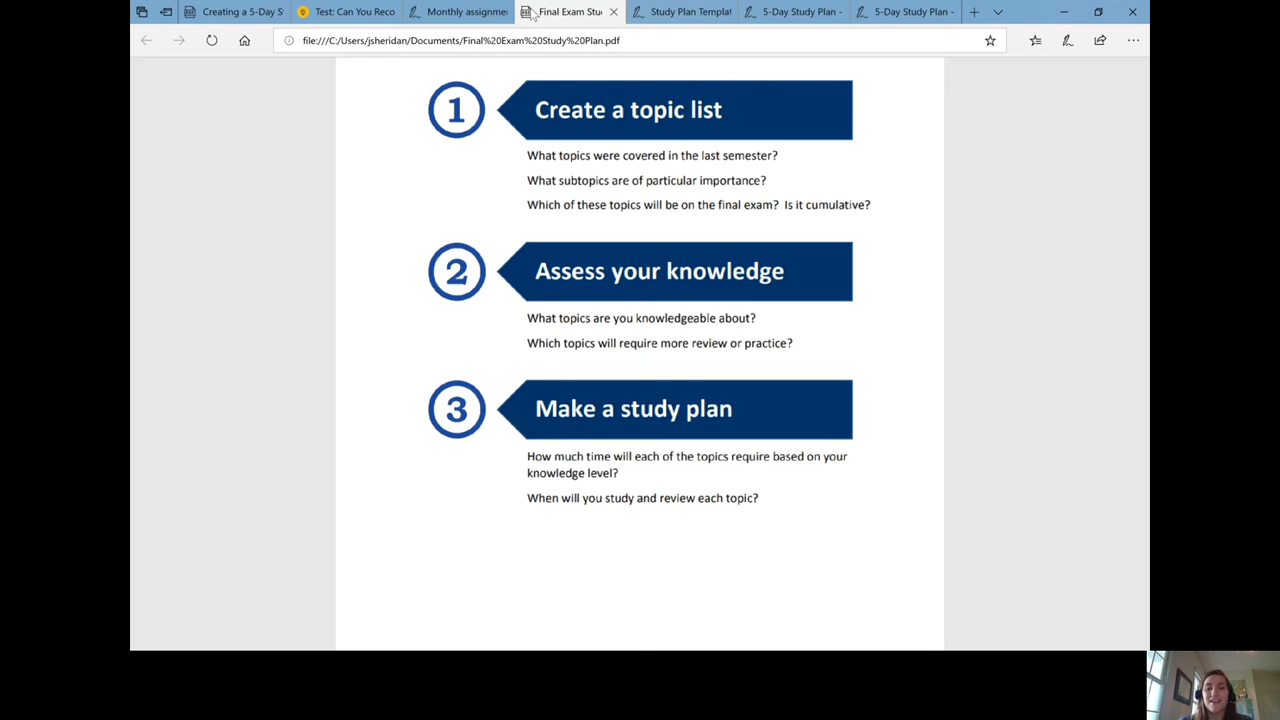 Creating a 5-Day S
Test: Can You Reco
Monthly assignme
Final Exam Stu
Study Plan Templat
5-Day Study Plan -
5-Day Study Plan -
file:///C:/Users/jsheridan/Documents/Final%20Exam%20Study%20Plan.pdf
1
Create a topic list
What topics were covered in the last semester?
What subtopics are of particular importance?
Which of these topics will be on the final exam? Is it cumulative?
2
Assess your knowledge
What topics are you knowledgeable about?
Which topics will require more review or practice?
3
Make a study plan
How much time will each of the topics require based on your
knowledge level?
When will you study and review each topic?